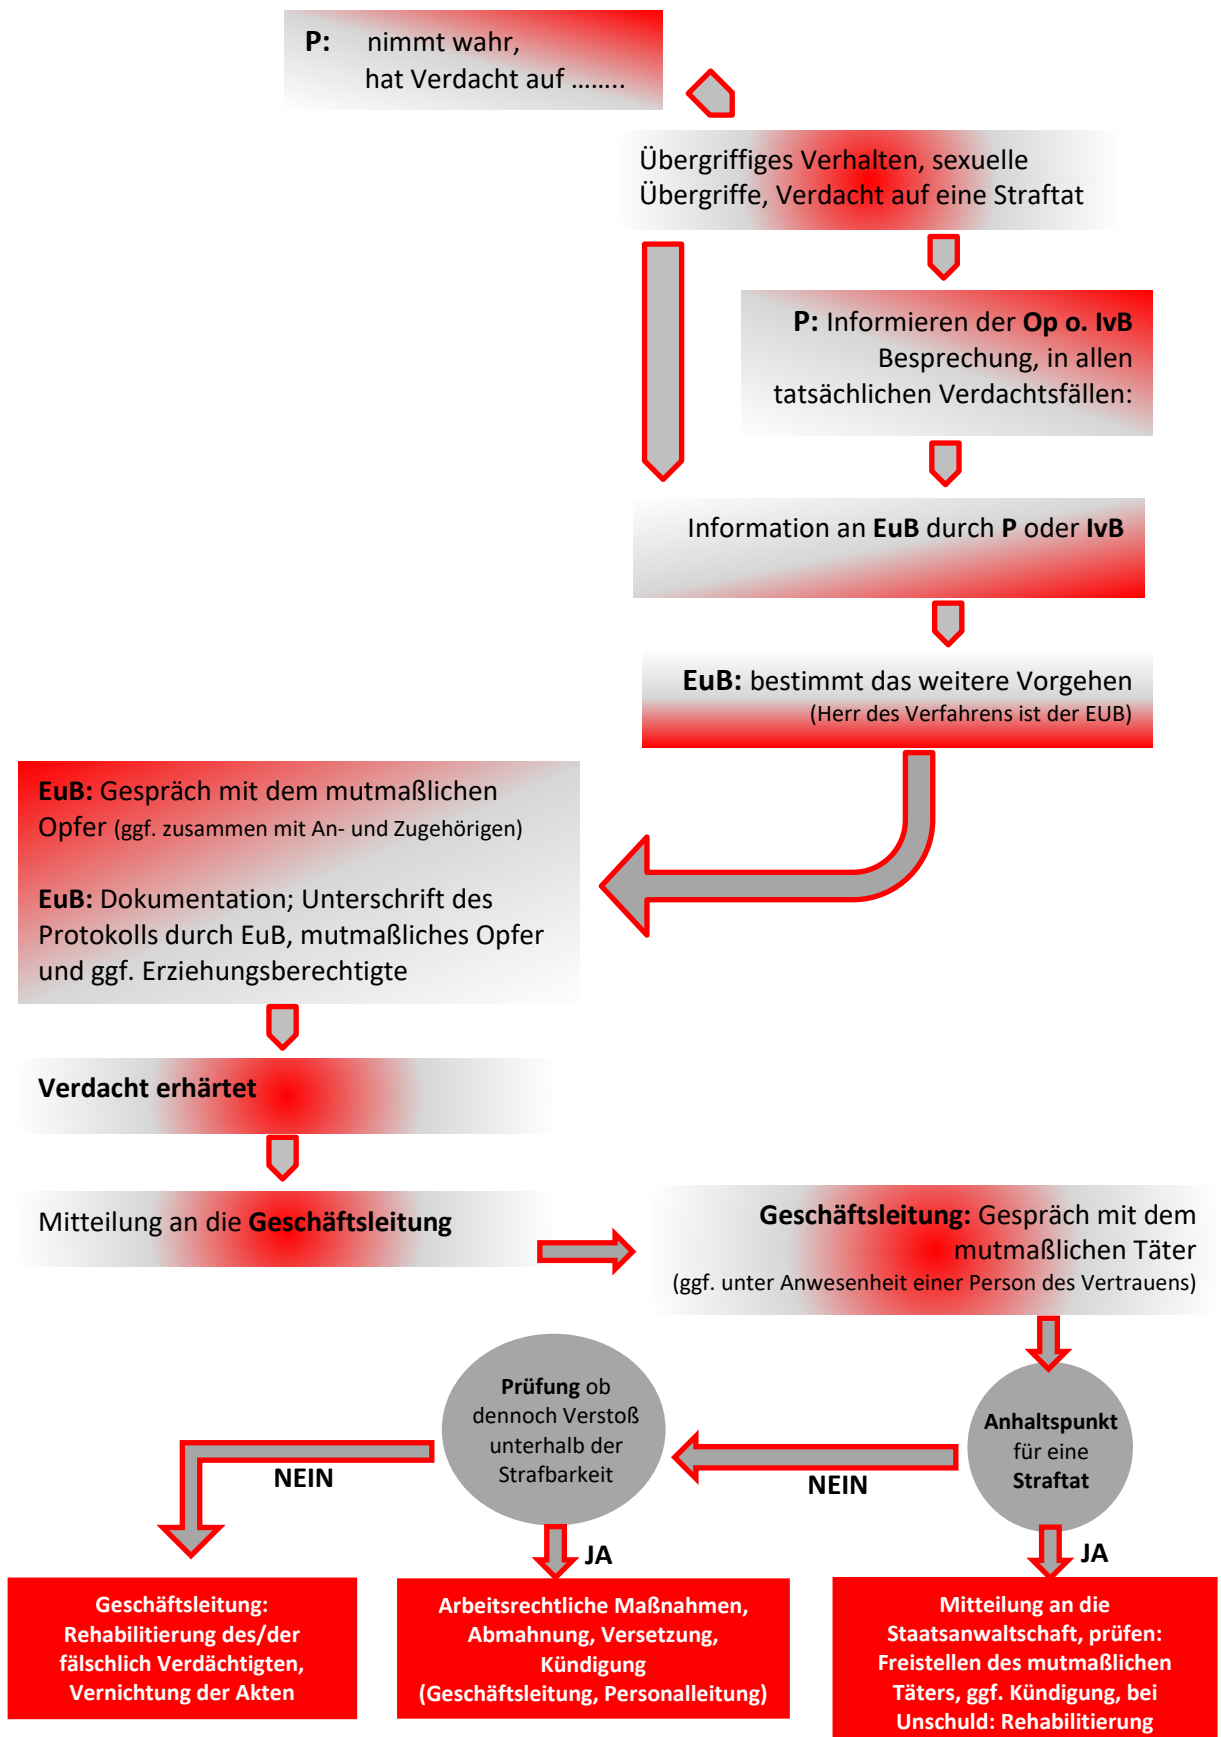 P: nimmt wahr,
hat Verdacht auf ……..
Übergriffiges Verhalten, sexuelle
Übergriffe, Verdacht auf eine Straftat
P: Informieren der Op o. IvB
Besprechung, in allen
tatsächlichen Verdachtsfällen:
Information an EuB durch P oder IvB
EuB: bestimmt das weitere Vorgehen
(Herr des Verfahrens ist der EUB)
EuB: Gespräch mit dem mutmaßlichen
Opfer (ggf. zusammen mit An- und Zugehörigen)
EuB: Dokumentation; Unterschrift des
Protokolls durch EuB, mutmaßliches Opfer
und ggf. Erziehungsberechtigte
Verdacht erhärtet
Mitteilung an die Geschäftsleitung
Geschäftsleitung: Gespräch mit dem
mutmaßlichen Täter
(ggf. unter Anwesenheit einer Person des Vertrauens)
Anhaltspunkt
für eine
Straftat
NEIN
JA
Prüfung ob
dennoch Verstoß
unterhalb der
Strafbarkeit
NEIN
JA
Geschäftsleitung:
Rehabilitierung des/der
fälschlich Verdächtigten,
Vernichtung der Akten
Arbeitsrechtliche Maßnahmen,
Abmahnung, Versetzung,
Kündigung
(Geschäftsleitung, Personalleitung)
Mitteilung an die
Staatsanwaltschaft, prüfen:
Freistellen des mutmaßlichen
Täters, ggf. Kündigung, bei
Unschuld: Rehabilitierung